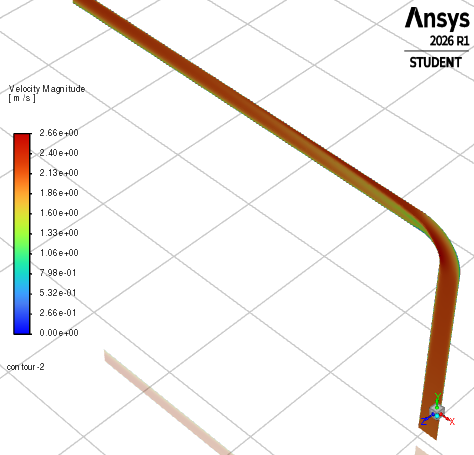 Ansys
2026 R1
STUDENT
Velocity Magnitude
[ m/s ]
2.66e+00
2.40e+00
2.13e+00
1.86e+00
1.60e+00
1.33e+00
1.06e+00
7.98e-01
5.32e-01
2.66e-01
0.00e+00
contour-2
Y
Z
X